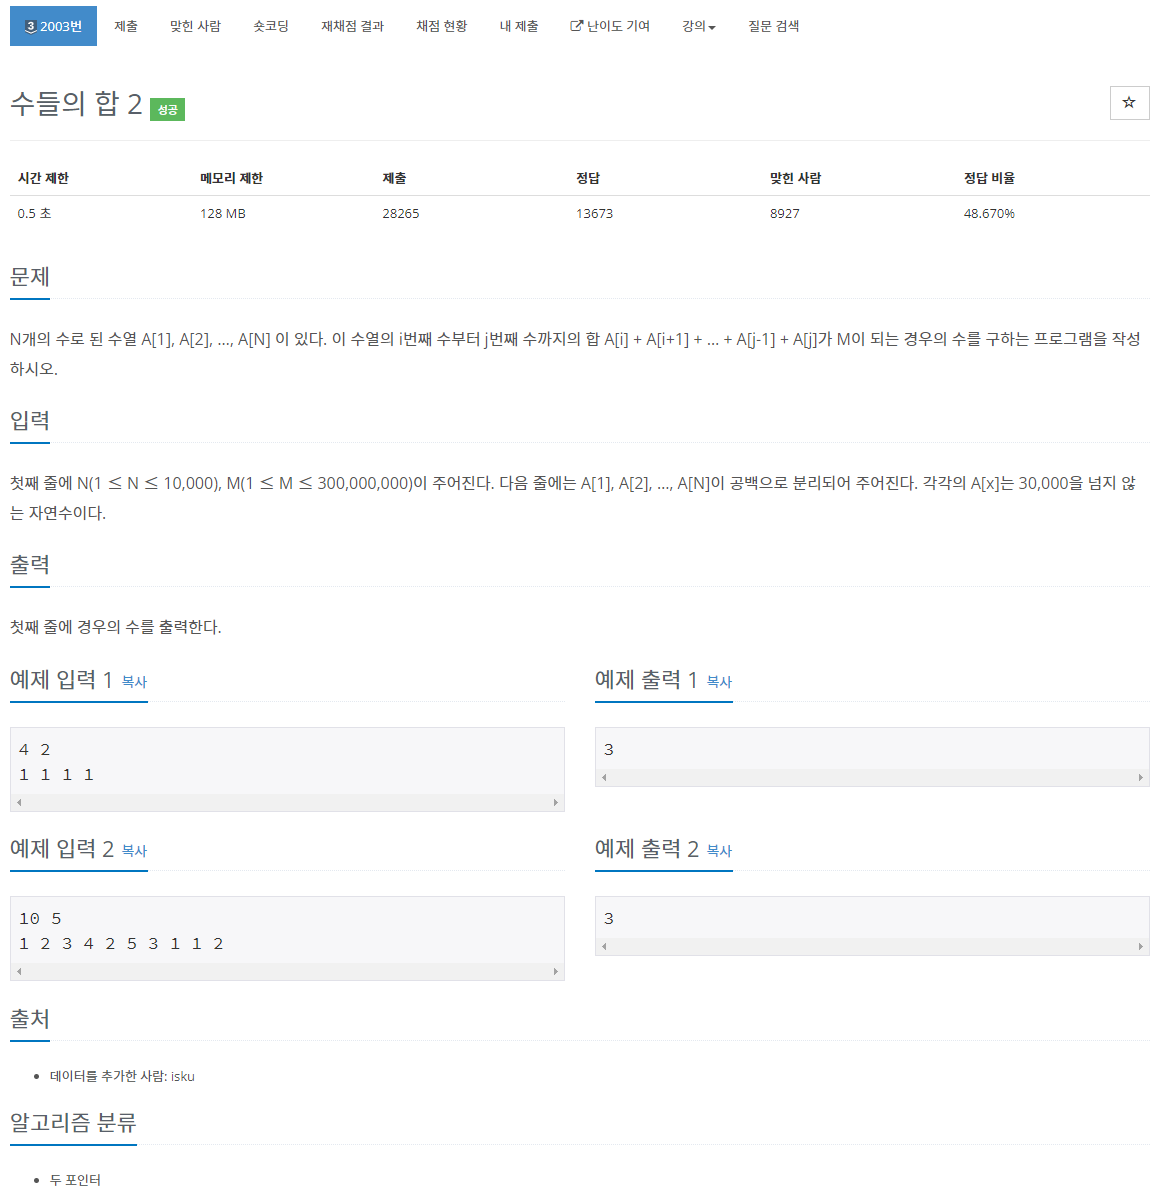 3 2003번 제출 맞힌 사람 숏코딩 재채점 결과 채점 현황 내 제출 난이도 기여 강의 질문 검색
수들의 합 2 성공
시간 제한 메모리 제한 제출 정답 맞힌 사람 정답 비율
0.5 초 128 MB 28265 13673 8927 48.670%
문제
N개의 수로 된 수열 A[1], A[2], …, A[N] 이 있다. 이 수열의 i번째 수부터 j번째 수까지의 합 A[i] + A[i+1] + … + A[j-1] + A[j]가 M이 되는 경우의 수를 구하는 프로그램을 작성
하시오.
입력
첫째 줄에 N(1 ≤ N ≤ 10,000), M(1 ≤ M ≤ 300,000,000)이 주어진다. 다음 줄에는 A[1], A[2], …, A[N]이 공백으로 분리되어 주어진다. 각각의 A[x]는 30,000을 넘지 않
는 자연수이다.
출력
첫째 줄에 경우의 수를 출력한다.
예제 입력 1 복사
4 2
1 1 1 1
예제 출력 1 복사
3
예제 입력 2 복사
10 5
1 2 3 4 2 5 3 1 1 2
예제 출력 2 복사
3
출처
데이터를 추가한 사람: isku
알고리즘 분류
두 포인터